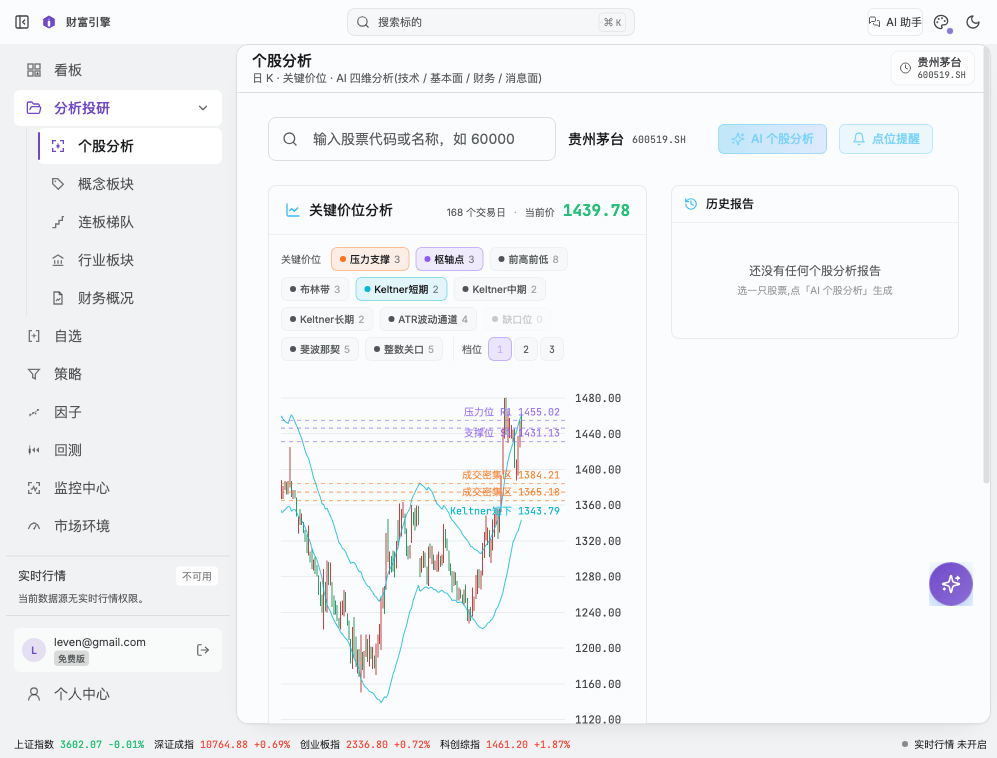 财富引擎
搜索标的
⌘ K
AI 助手
看板
分析投研
个股分析
概念板块
连板梯队
行业板块
财务概况
自选
策略
因子
回测
监控中心
市场环境
实时行情
不可用
当前数据源无实时行情权限。
L
leven@gmail.com
免费版
个人中心
个股分析
日 K · 关键价位 · AI 四维分析(技术 / 基本面 / 财务 / 消息面)
贵州茅台
600519.SH
输入股票代码或名称，如 60000
贵州茅台 600519.SH
AI 个股分析
点位提醒
关键价位分析
168 个交易日 · 当前价 1439.78
关键价位
压力支撑 3
枢轴点 3
前高前低 8
布林带 3
Keltner短期 2
Keltner中期 2
Keltner长期 2
ATR波动通道 4
缺口位 0
斐波那契 5
整数关口 5
档位 1 2 3
压力位 R1 1455.02
支撑位 S1 1431.13
成交密集区 1384.21
成交密集区 1365.18
Keltner短下 1343.79
1480.00
1440.00
1400.00
1360.00
1320.00
1280.00
1240.00
1200.00
1160.00
1120.00
历史报告
还没有任何个股分析报告
选一只股票,点「AI 个股分析」生成
上证指数 3602.07 -0.01% 深证成指 10764.88 +0.69% 创业板指 2336.80 +0.72% 科创综指 1461.20 +1.87%
实时行情 未开启